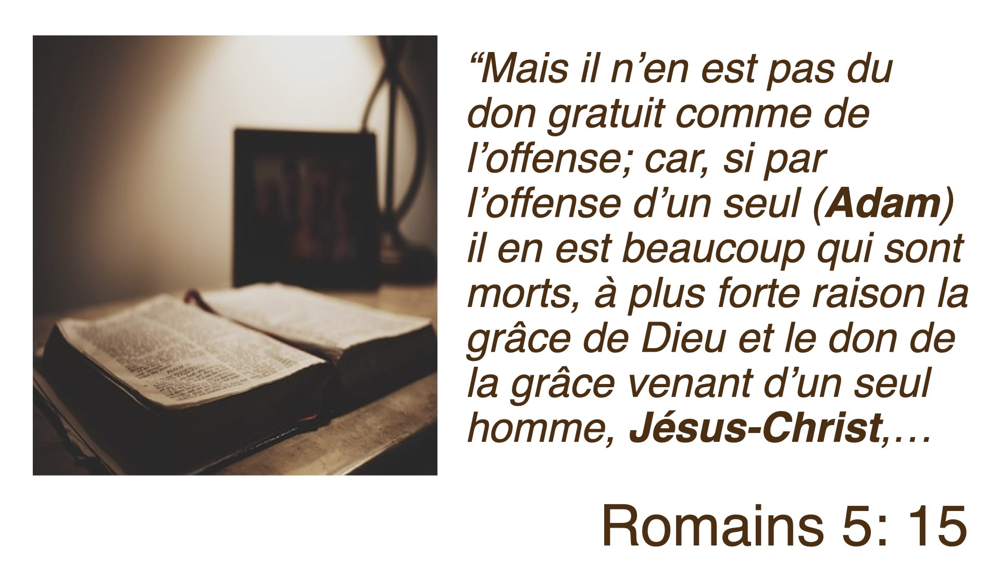 “Mais il n’en est pas du
don gratuit comme de
l’offense; car, si par
l’offense d’un seul (Adam)
il en est beaucoup qui sont
morts, à plus forte raison la
grâce de Dieu et le don de
la grâce venant d’un seul
homme, Jésus-Christ,…
Romains 5: 15